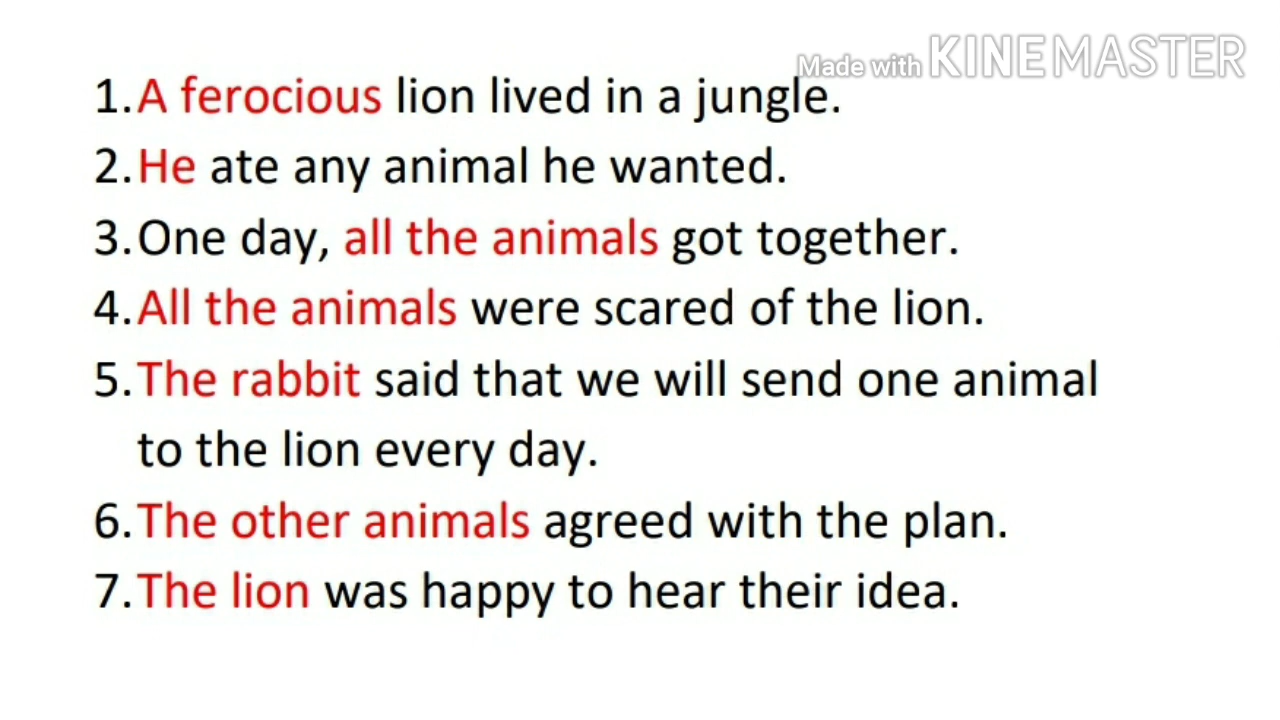 Made with KINEMASTER
1. A ferocious lion lived in a jungle.
2. He ate any animal he wanted.
3. One day, all the animals got together.
4. All the animals were scared of the lion.
5. The rabbit said that we will send one animal
to the lion every day.
6. The other animals agreed with the plan.
7. The lion was happy to hear their idea.